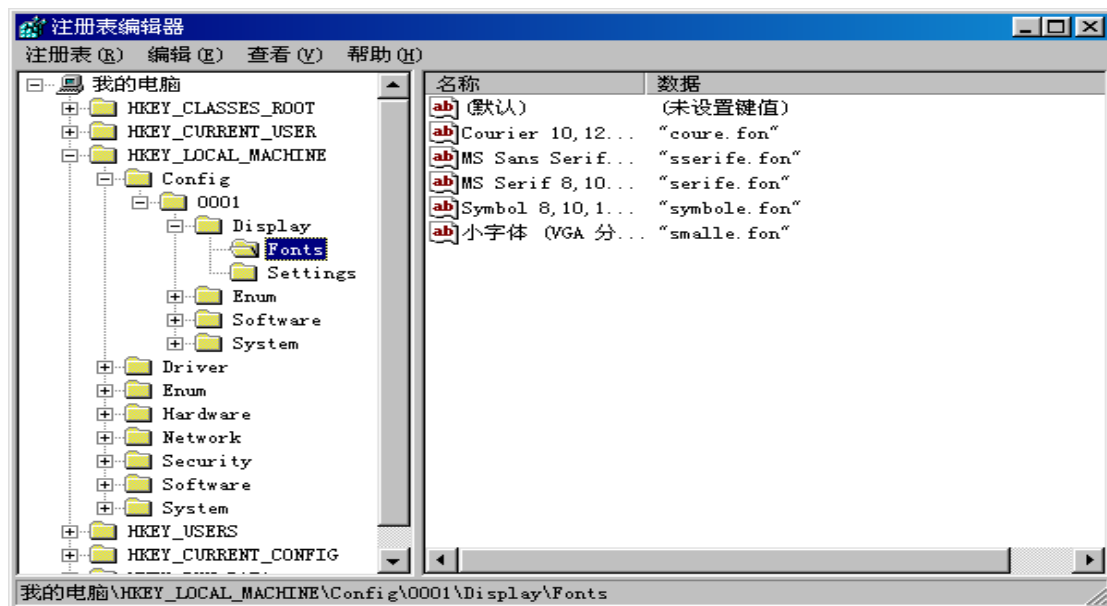 注册表编辑器
注册表(R) 编辑(E) 查看(V) 帮助(H)
我的电脑
HKEY_CLASSES_ROOT
HKEY_CURRENT_USER
HKEY_LOCAL_MACHINE
Config
0001
Display
Fonts
Settings
Enum
Software
System
Driver
Enum
Hardware
Network
Security
Software
System
HKEY_USERS
HKEY_CURRENT_CONFIG
名称 数据
(默认) (未设置键值)
Courier 10,12... "coure.fon"
MS Sans Serif... "sserife.fon"
MS Serif 8,10... "serife.fon"
Symbol 8,10,1... "symbole.fon"
小字体 (VGA 分... "smalle.fon"
我的电脑\HKEY_LOCAL_MACHINE\Config\0001\Display\Fonts